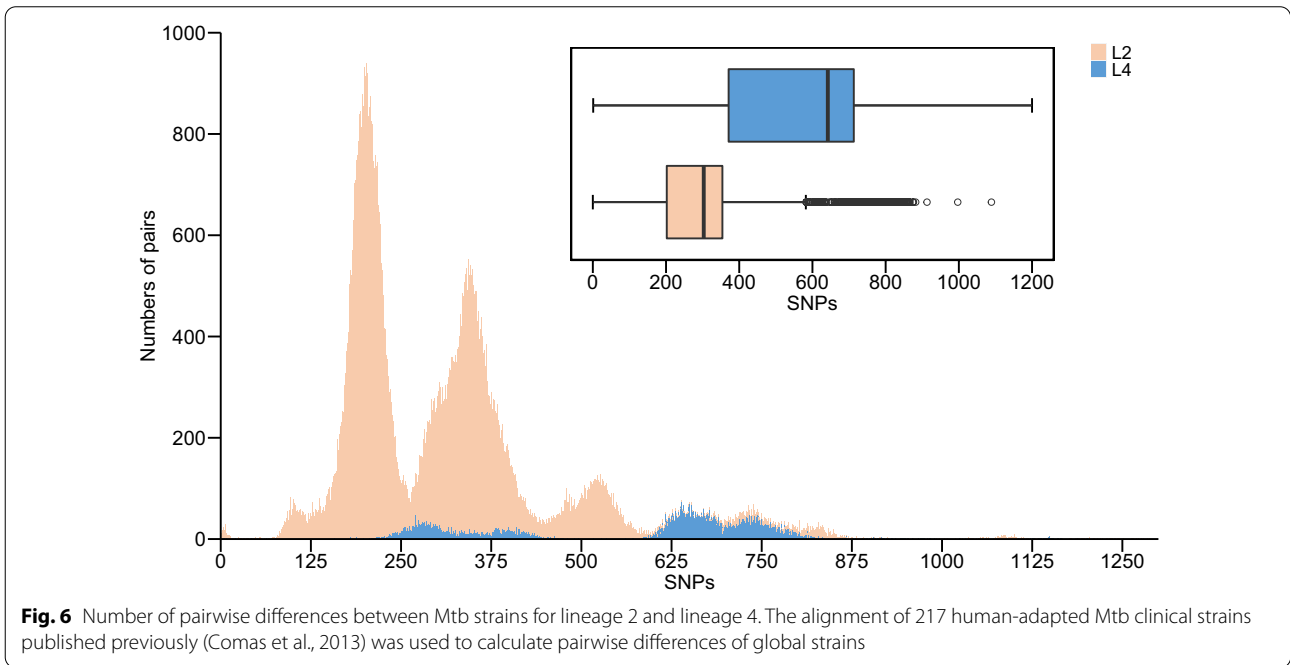 1000
800
600
400
200
0
Numbers of pairs
0 125 250 375 500 625 750 875 1000 1125 1250
SNPs
0 200 400 600 800 1000 1200
SNPs
L2
L4
Fig. 6 Number of pairwise differences between Mtb strains for lineage 2 and lineage 4. The alignment of 217 human-adapted Mtb clinical strains
published previously (Comas et al., 2013) was used to calculate pairwise differences of global strains